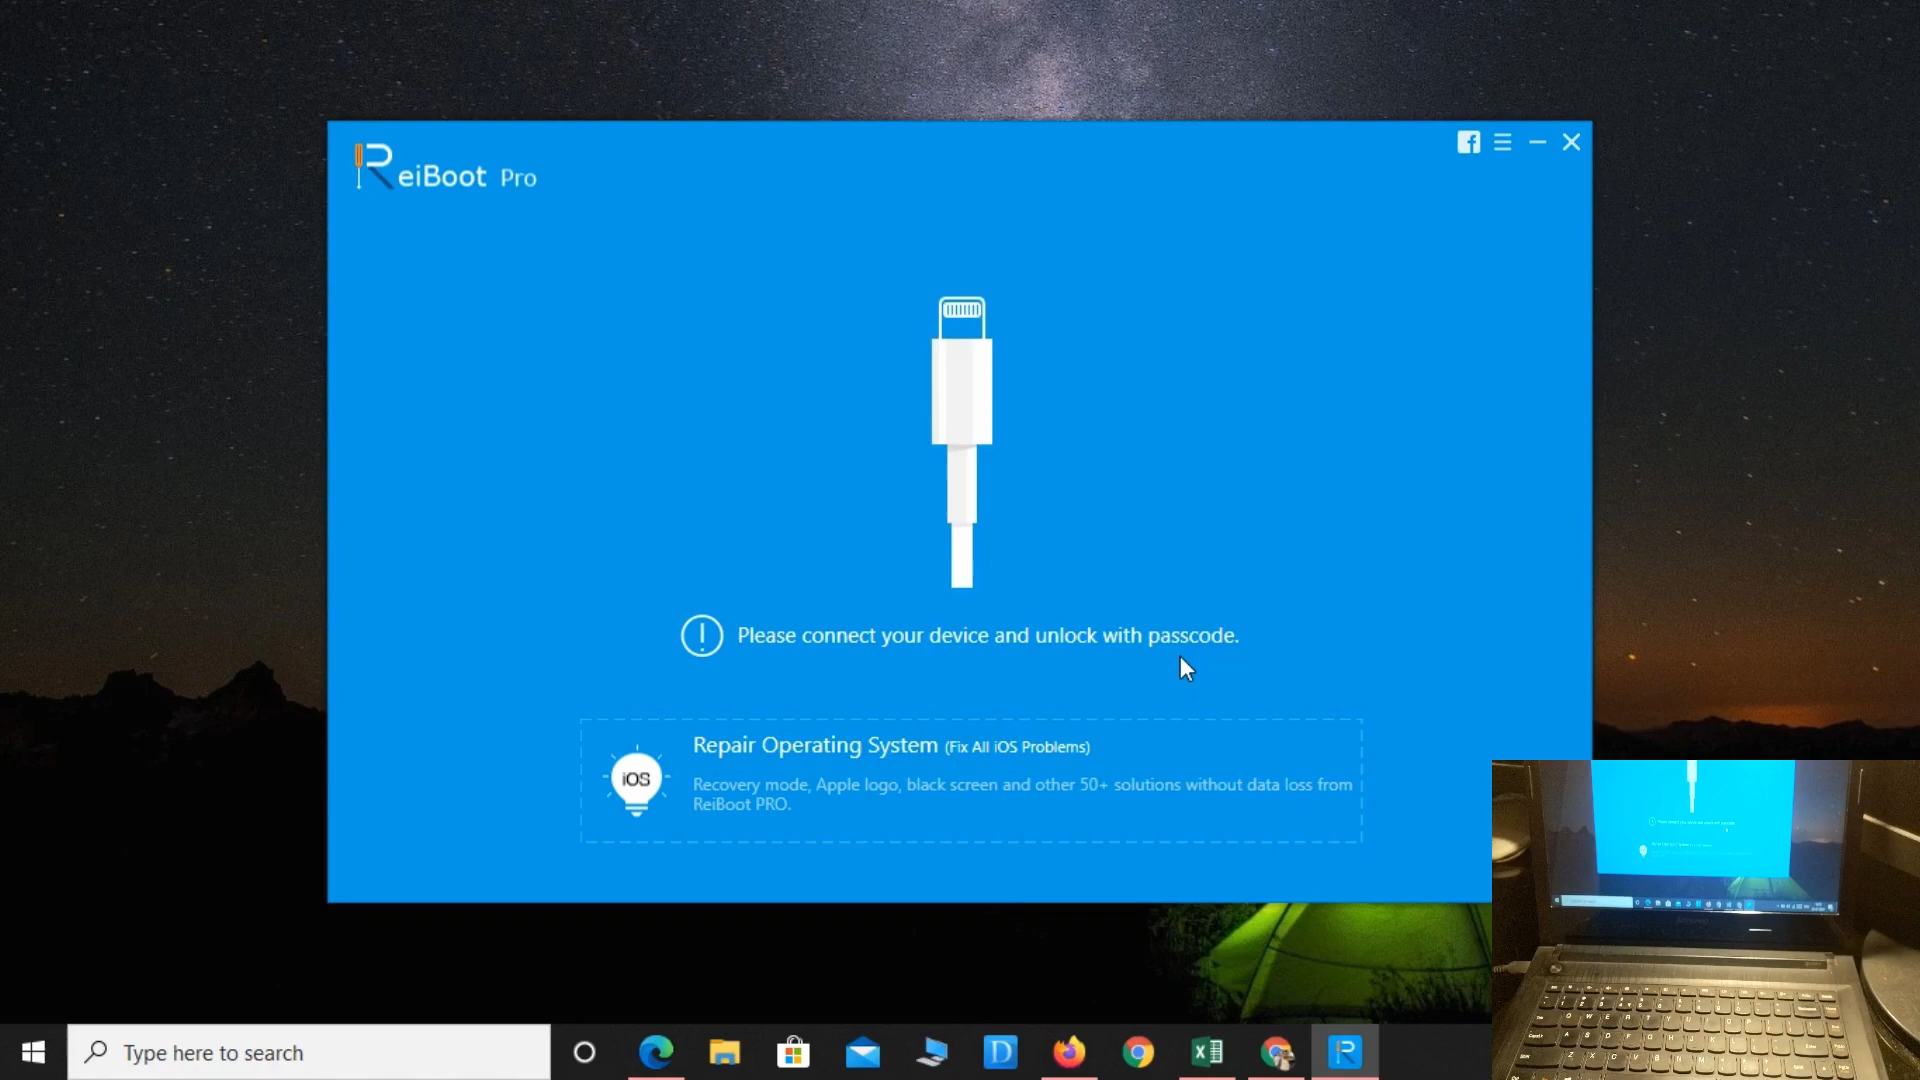 ReiBoot Pro
Please connect your device and unlock with passcode.
Repair Operating System (Fix All iOS Problems)
iOS
Recovery mode, Apple logo, black screen and other 50+ solutions without data loss from
ReiBoot PRO.
Type here to search